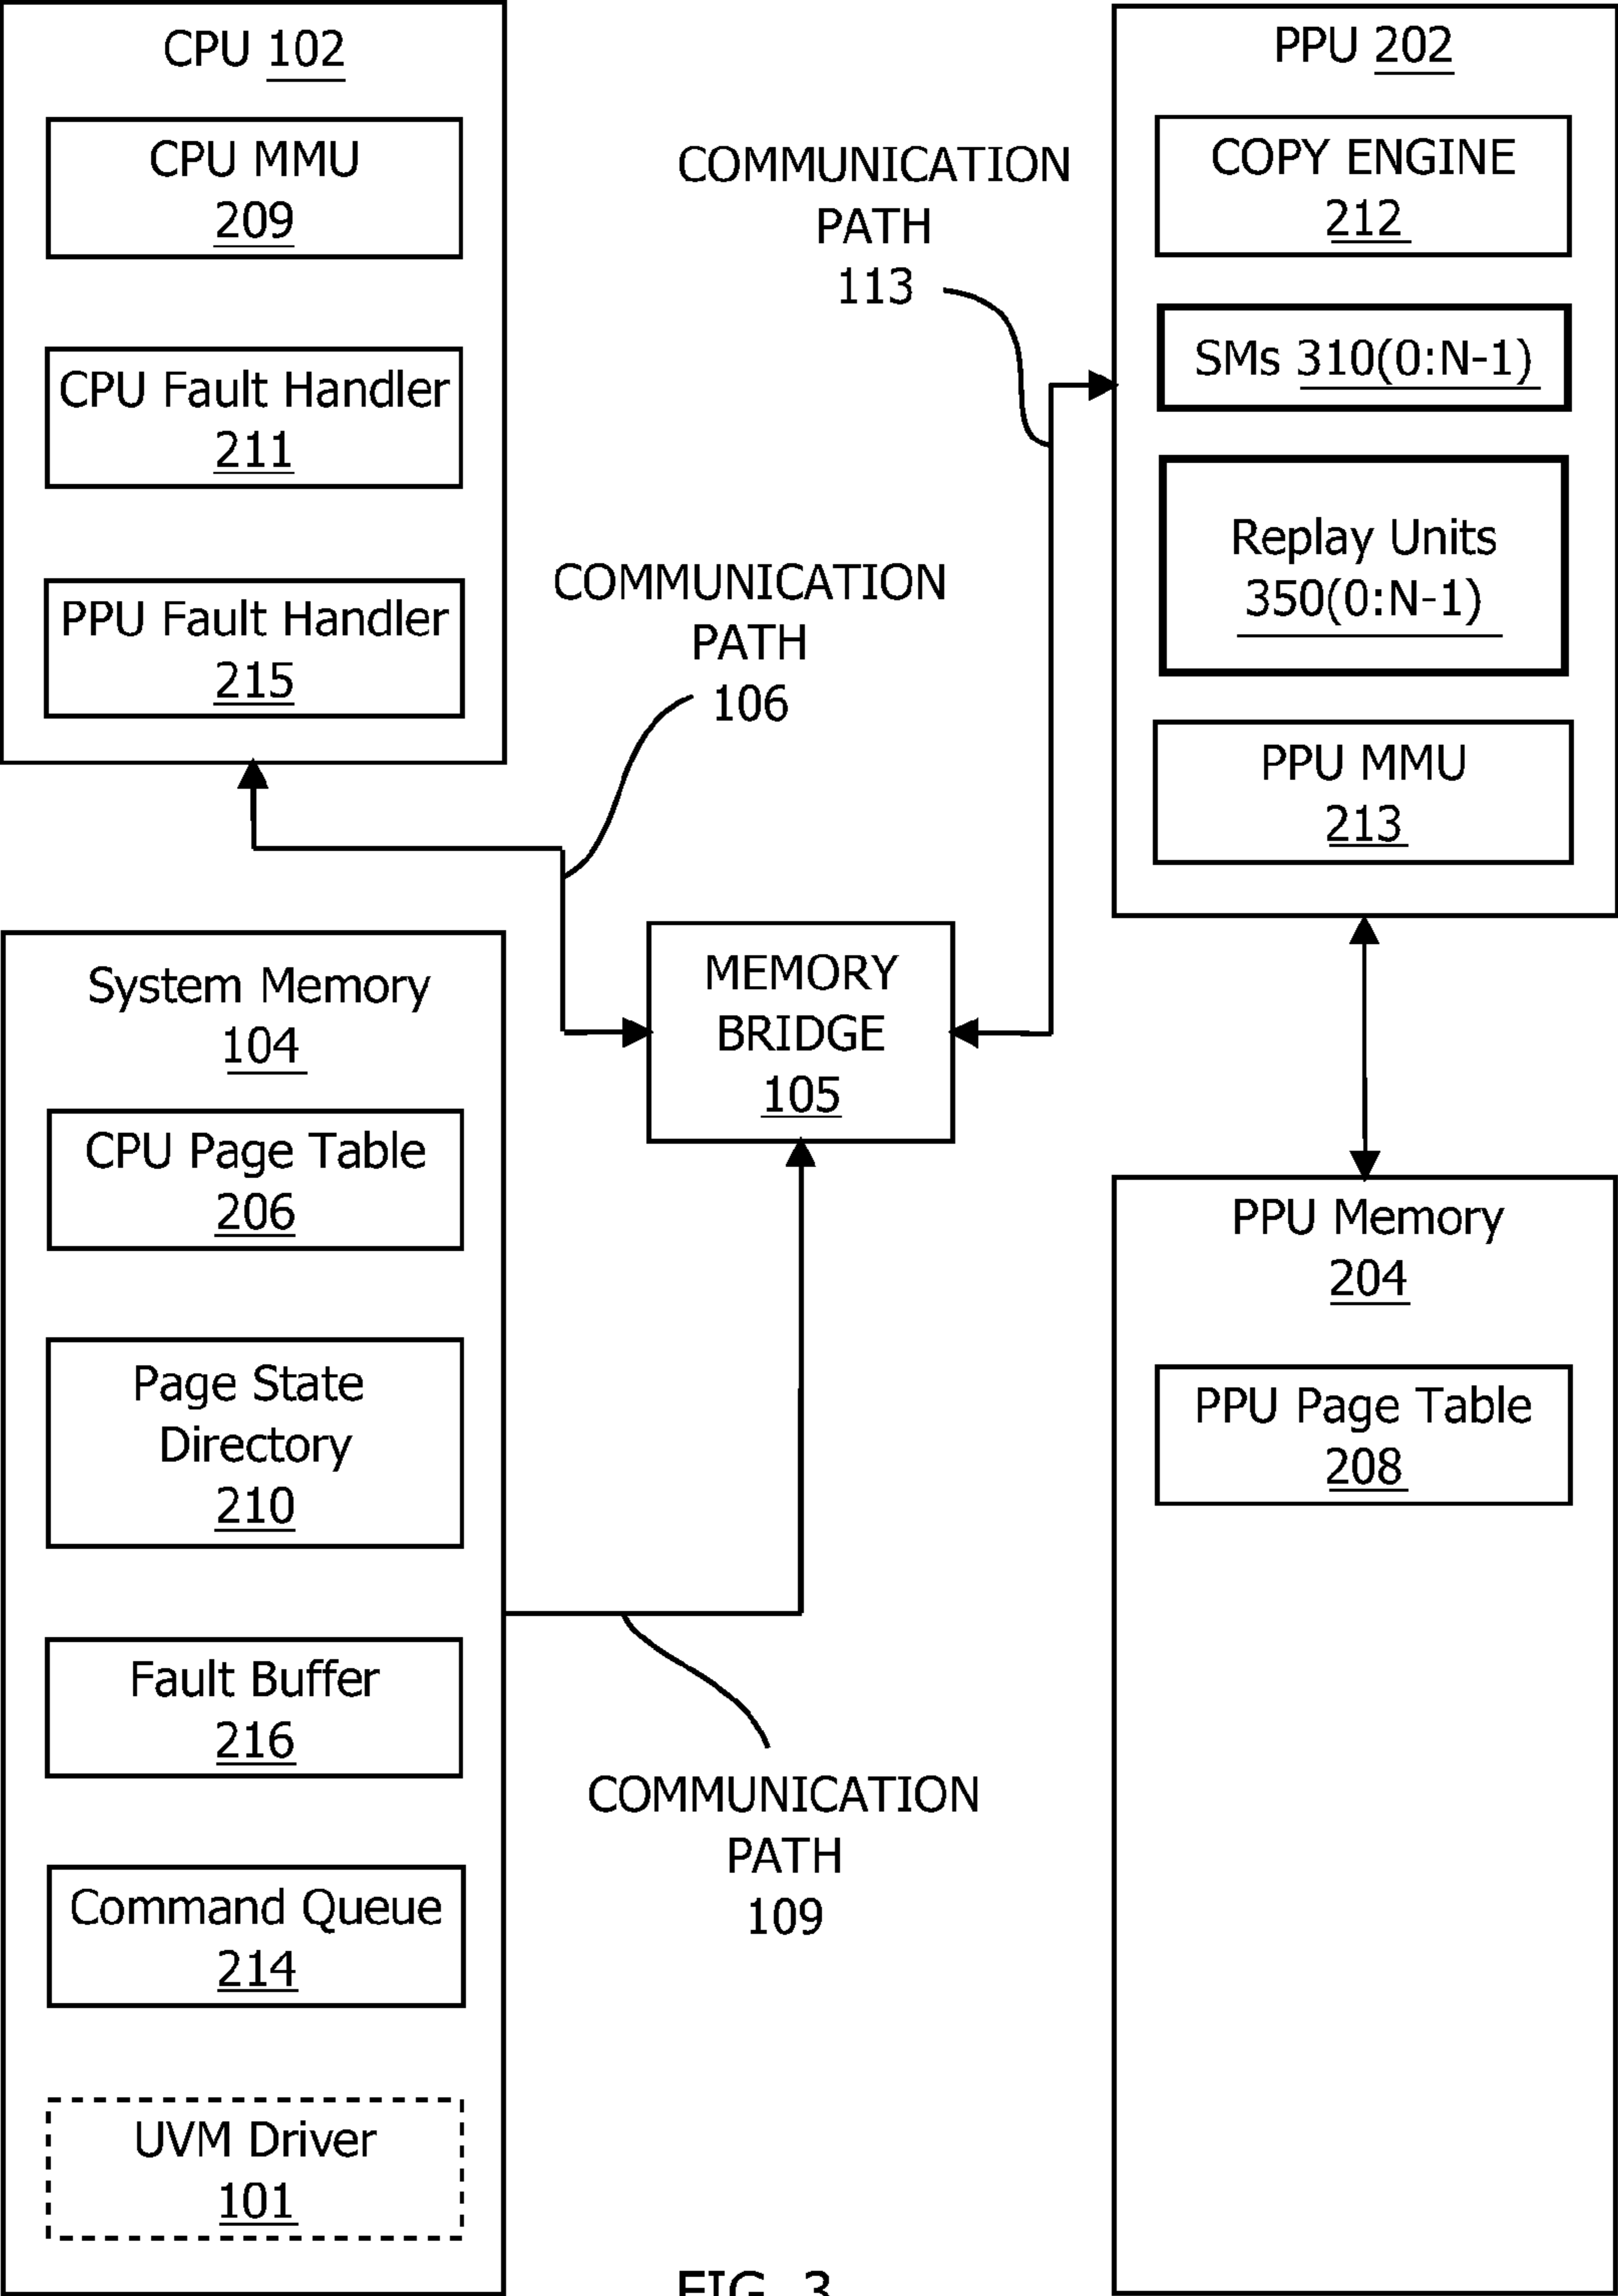 CPU 102
CPU MMU
209
CPU Fault Handler
211
PPU Fault Handler
215
COMMUNICATION
PATH
113
COMMUNICATION
PATH
106
PPU 202
COPY ENGINE
212
SMs 310(0:N-1)
Replay Units
350(0:N-1)
PPU MMU
213
System Memory
104
CPU Page Table
206
Page State
Directory
210
Fault Buffer
216
Command Queue
214
UVM Driver
101
MEMORY
BRIDGE
105
COMMUNICATION
PATH
109
PPU Memory
204
PPU Page Table
208
FIG. 3